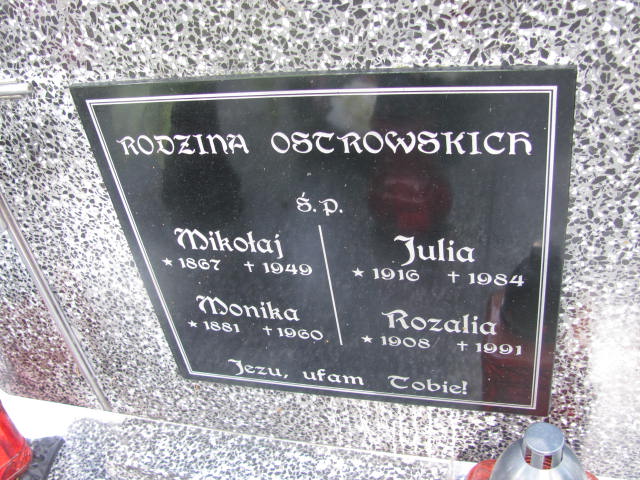 RODZINA OSTROWSKICH
Ś.P.
Mikołaj
★ 1867 ✝ 1949
Monika
★ 1881 ✝ 1960
Julia
★ 1916 ✝ 1984
Rozalia
★ 1908 ✝ 1991
Jezu, ufam Tobie!